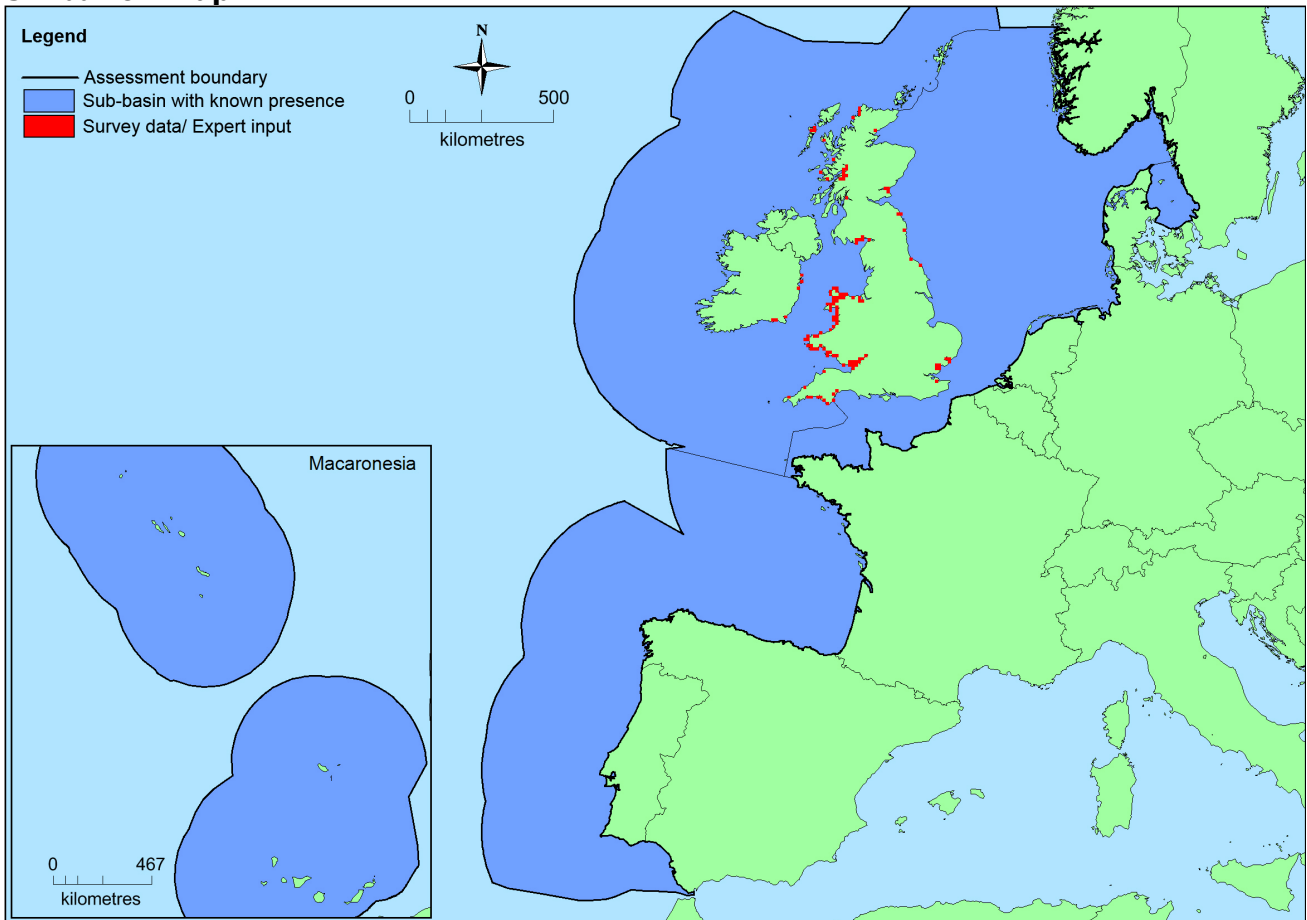 Legend
Assessment boundary
Sub-basin with known presence
Survey data/ Expert input
N
0 500
kilometres
Macaronesia
0 467
kilometres